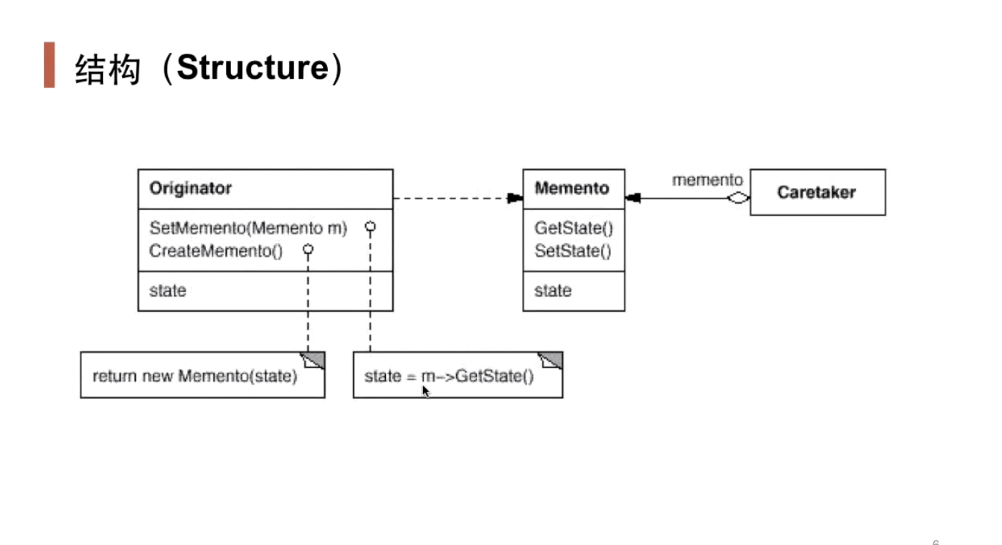 结构（Structure）
Originator
SetMemento(Memento m)
CreateMemento()
state
return new Memento(state)
state = m->GetState()
Memento
GetState()
SetState()
state
memento
Caretaker